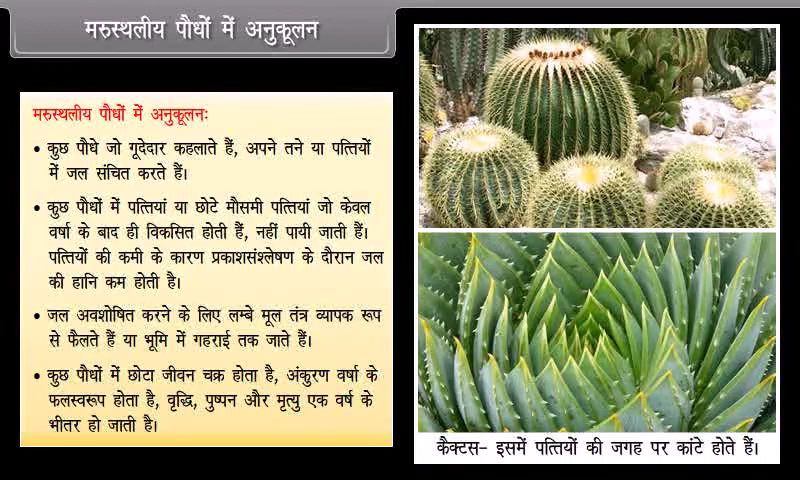 मरुस्थलीय पौधों में अनुकूलन
मरुस्थलीय पौधों में अनुकूलनः
• कुछ पौधे जो गूदेदार कहलाते हैं, अपने तने या पत्तियों
में जल संचित करते हैं।
• कुछ पौधों में पत्तियां या छोटे मौसमी पत्तियां जो केवल
वर्षा के बाद ही विकसित होती हैं, नहीं पायी जाती हैं।
पत्तियों की कमी के कारण प्रकाशसंश्लेषण के दौरान जल
की हानि कम होती है।
• जल अवशोषित करने के लिए लम्बे मूल तंत्र व्यापक रूप
से फैलते हैं या भूमि में गहराई तक जाते हैं।
• कुछ पौधों में छोटा जीवन चक्र होता है, अंकुरण वर्षा के
फलस्वरूप होता है, वृद्धि, पुष्पन और मृत्यु एक वर्ष के
भीतर हो जाती है।
कैक्टस- इसमें पत्तियों की जगह पर कांटे होते हैं।